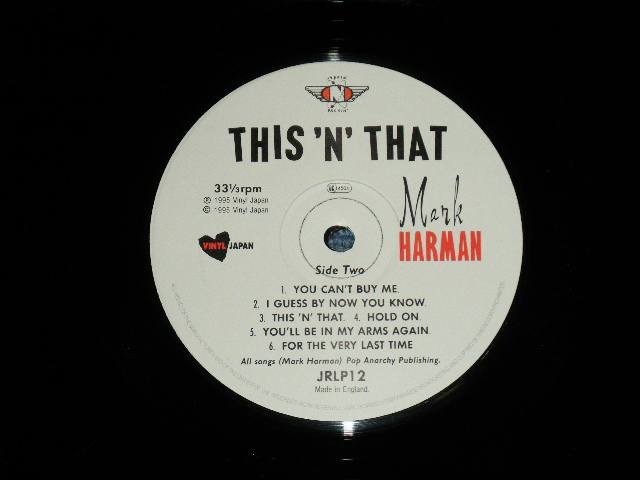 N
THIS 'N' THAT
33⅓rpm
℗ 1995 Vinyl Japan
© 1995 Vinyl Japan
Mark
HARMAN
VINYL JAPAN
Side Two
1. YOU CAN'T BUY ME.
2. I GUESS BY NOW YOU KNOW.
3. THIS 'N' THAT. 4. HOLD ON.
5. YOU'LL BE IN MY ARMS AGAIN.
6. FOR THE VERY LAST TIME
All songs (Mark Harman) Pop Anarchy Publishing.
JRLP12
Made in England.